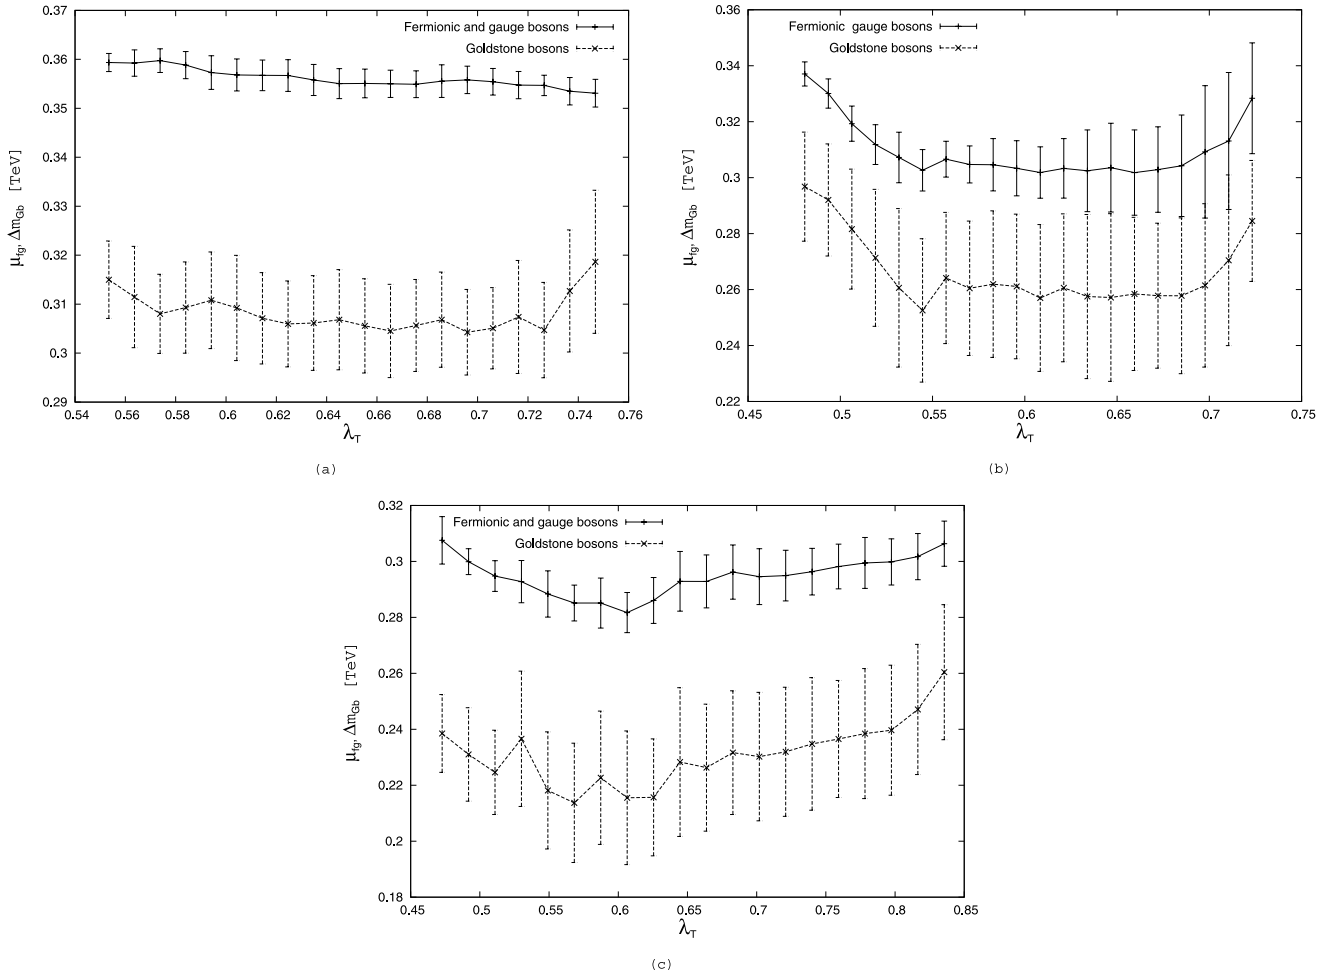 Fermionic and gauge bosons
Goldstone bosons
0.37
0.36
0.35
0.34
0.33
0.32
0.31
0.3
0.29
μfg, Δm_Gb [TeV]
0.54 0.56 0.58 0.6 0.62 0.64 0.66 0.68 0.7 0.72 0.74 0.76
λ_T
(a)
Fermionic gauge bosons
Goldstone bosons
0.36
0.34
0.32
0.3
0.28
0.26
0.24
0.22
μfg, Δm_Gb [TeV]
0.45 0.5 0.55 0.6 0.65 0.7 0.75
λ_T
(b)
Fermionic and gauge bosons
Goldstone bosons
0.32
0.3
0.28
0.26
0.24
0.22
0.2
0.18
μfg, Δm_Gb [TeV]
0.45 0.5 0.55 0.6 0.65 0.7 0.75 0.8 0.85
λ_T
(c)